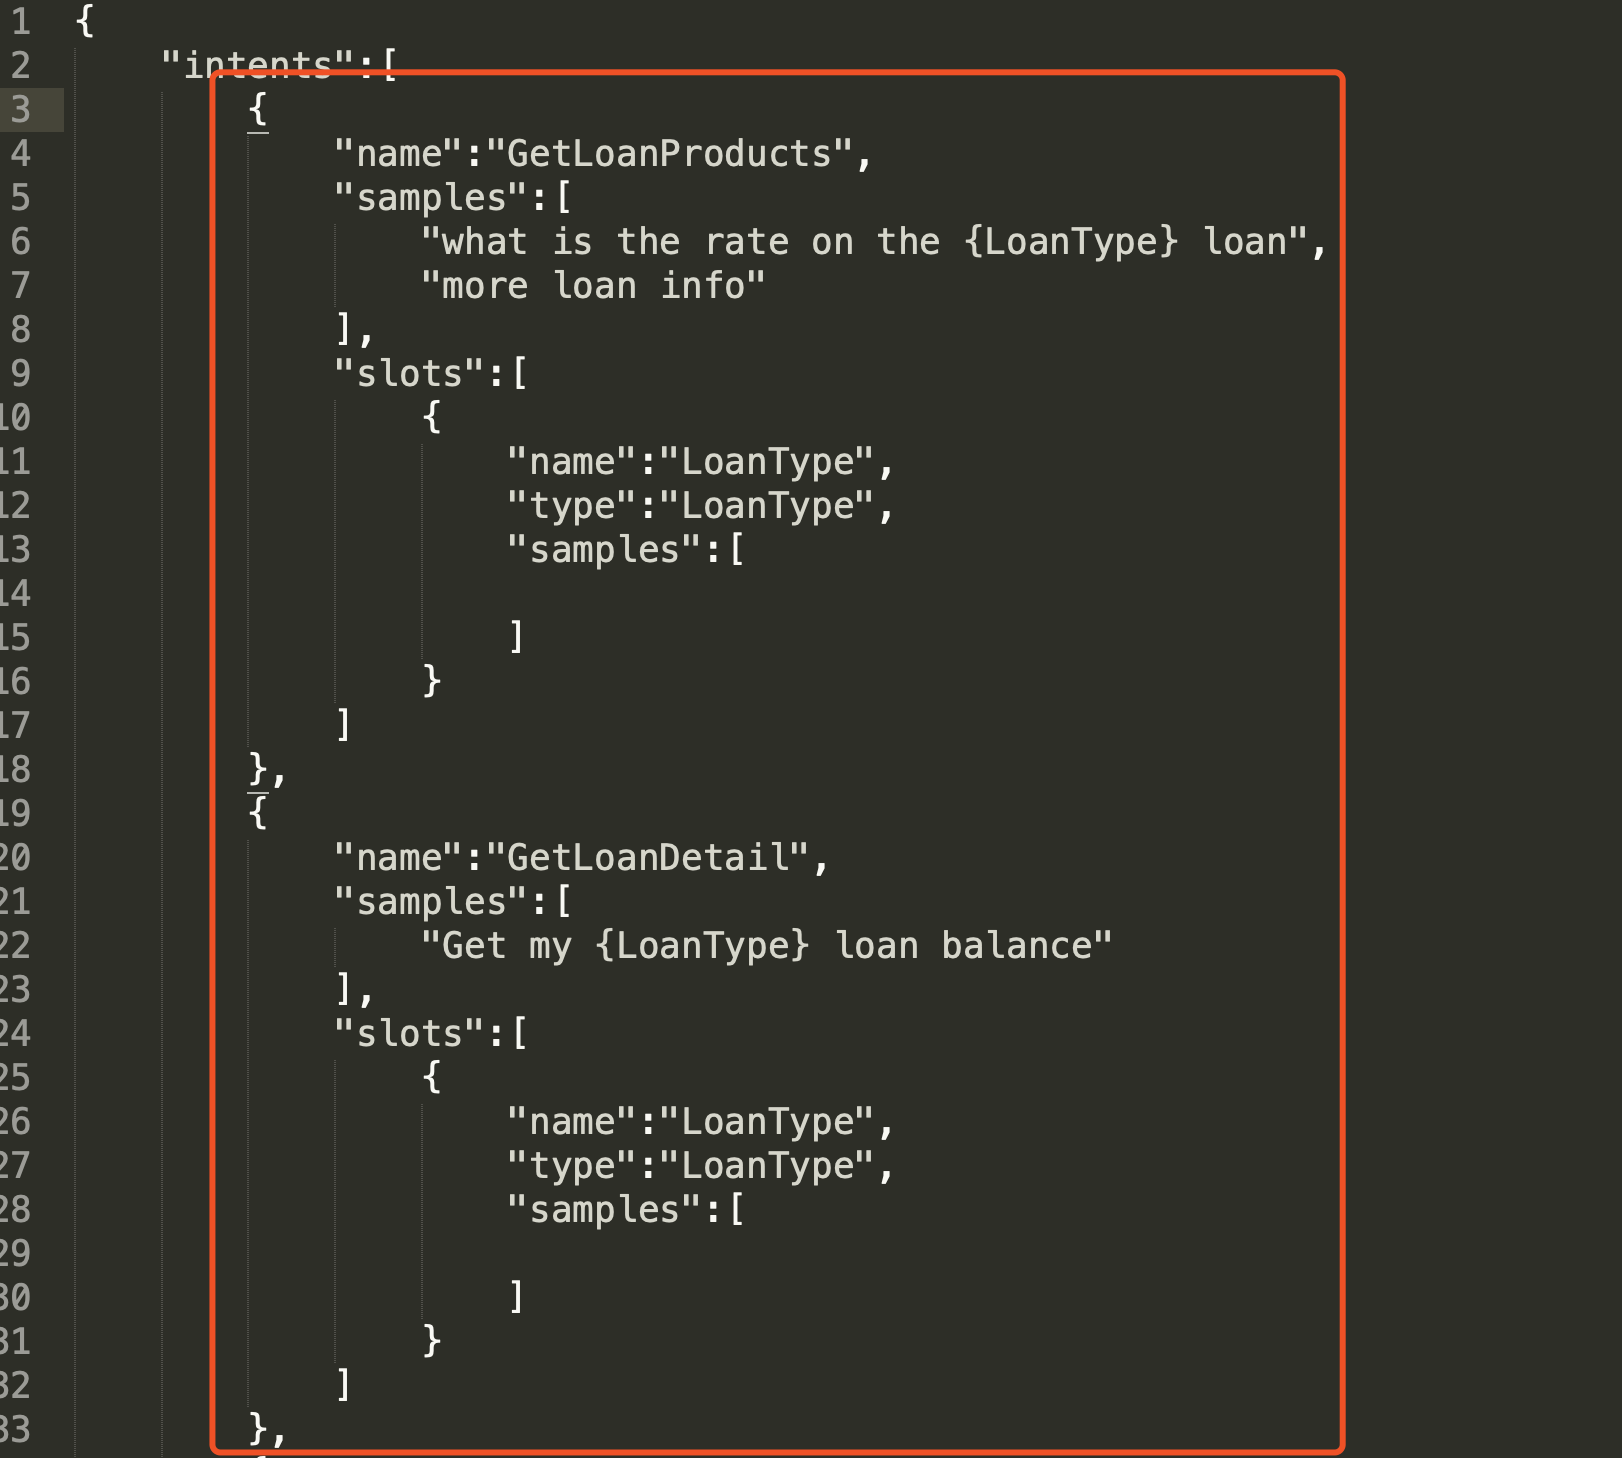 1 {
2 "intents":[
3 {
4 "name":"GetLoanProducts",
5 "samples":[
6 "what is the rate on the {LoanType} loan",
7 "more loan info"
8 ],
9 "slots":[
10 {
11 "name":"LoanType",
12 "type":"LoanType",
13 "samples":[
14
15 ]
16 }
17 ]
18 },
19 {
20 "name":"GetLoanDetail",
21 "samples":[
22 "Get my {LoanType} loan balance"
23 ],
24 "slots":[
25 {
26 "name":"LoanType",
27 "type":"LoanType",
28 "samples":[
29
30 ]
31 }
32 ]
33 },